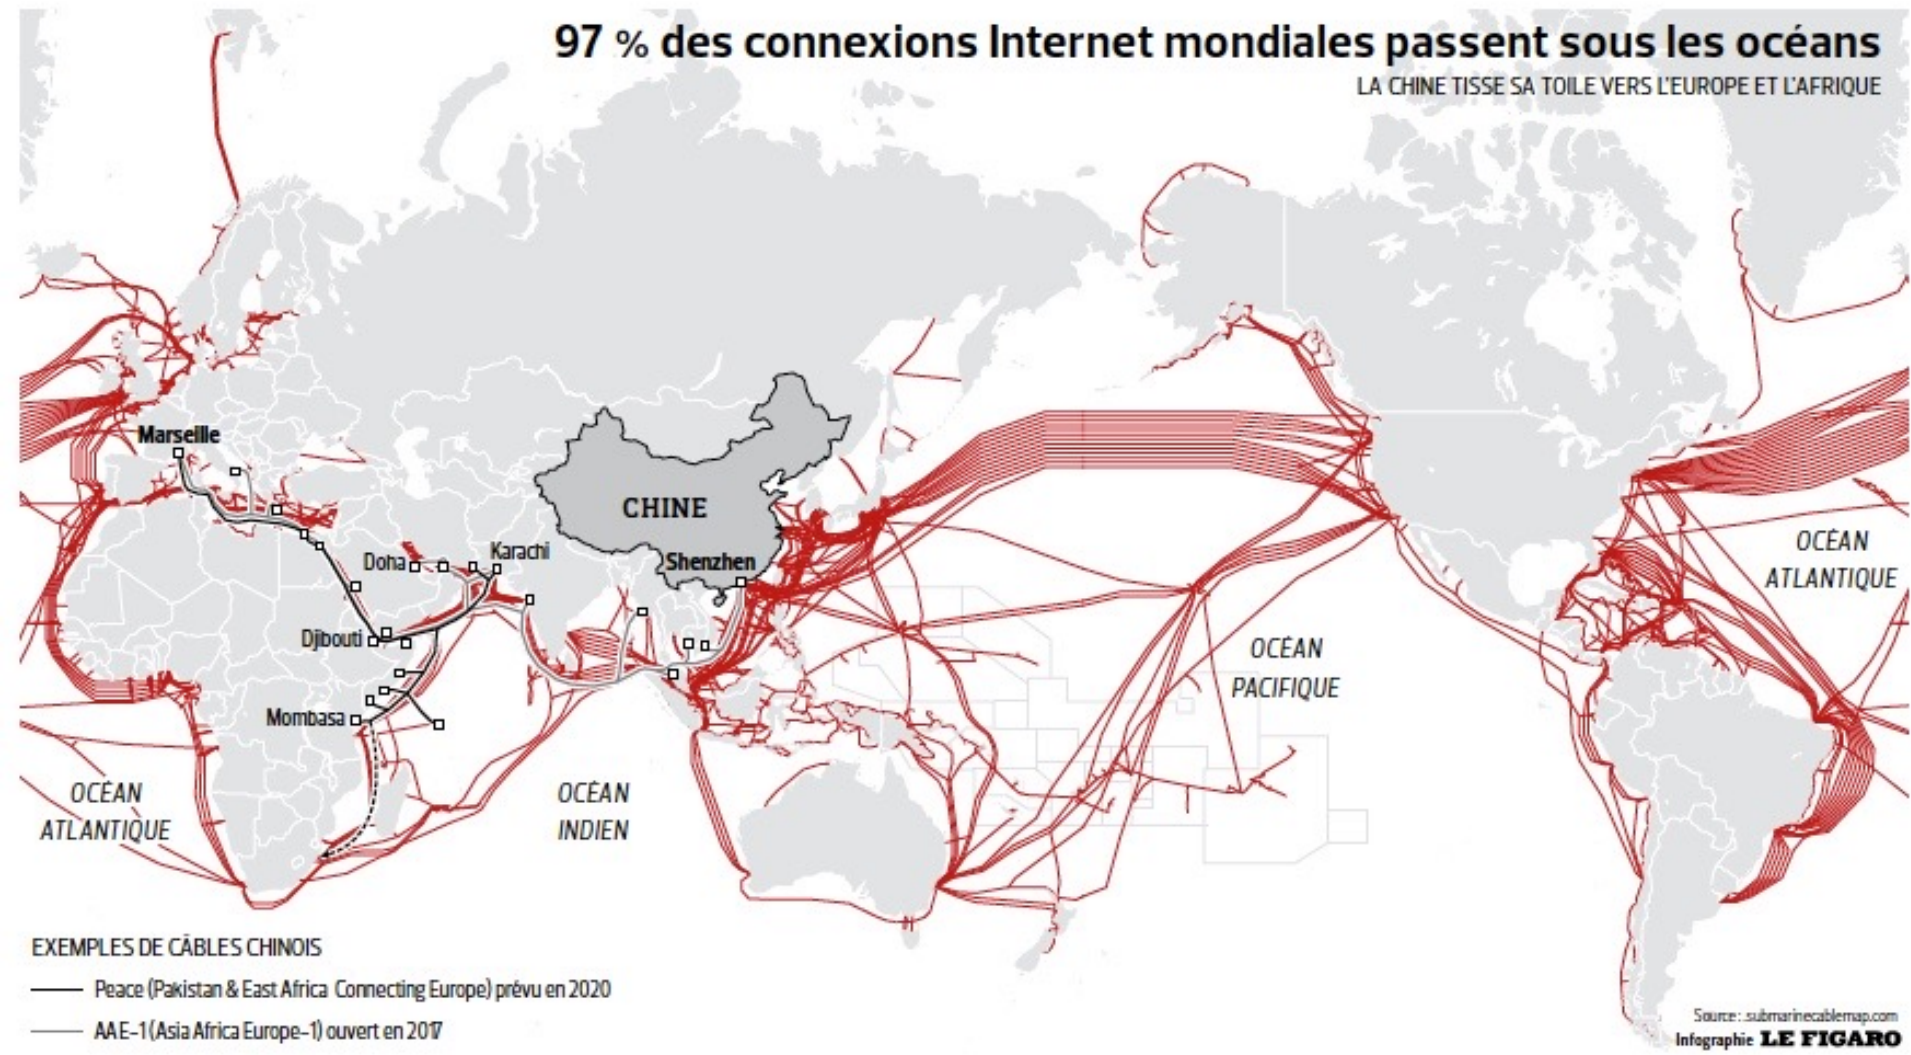 97 % des connexions Internet mondiales passent sous les océans
LA CHINE TISSE SA TOILE VERS L'EUROPE ET L'AFRIQUE
Marseille
CHINE
Shenzhen
Doha
Karachi
Djibouti
Mombasa
OCÉAN
ATLANTIQUE
OCÉAN
PACIFIQUE
OCÉAN
ATLANTIQUE
OCÉAN
INDIEN
EXEMPLES DE CÂBLES CHINOIS
Peace (Pakistan & East Africa Connecting Europe) prévu en 2020
AAE-1 (Asia Africa Europe-1) ouvert en 2017
Source: .submarinecablemap.com
Infographie LE FIGARO